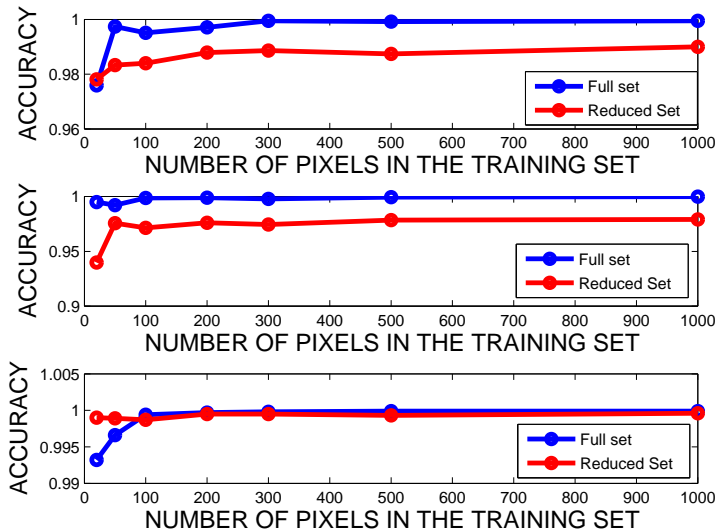 1
0.98
0.96
ACCURACY
0 100 200 300 400 500 600 700 800 900 1000
NUMBER OF PIXELS IN THE TRAINING SET
Full set
Reduced Set
1
0.95
0.9
ACCURACY
0 100 200 300 400 500 600 700 800 900 1000
NUMBER OF PIXELS IN THE TRAINING SET
Full set
Reduced Set
1.005
1
0.995
0.99
ACCURACY
0 100 200 300 400 500 600 700 800 900 1000
NUMBER OF PIXELS IN THE TRAINING SET
Full set
Reduced Set